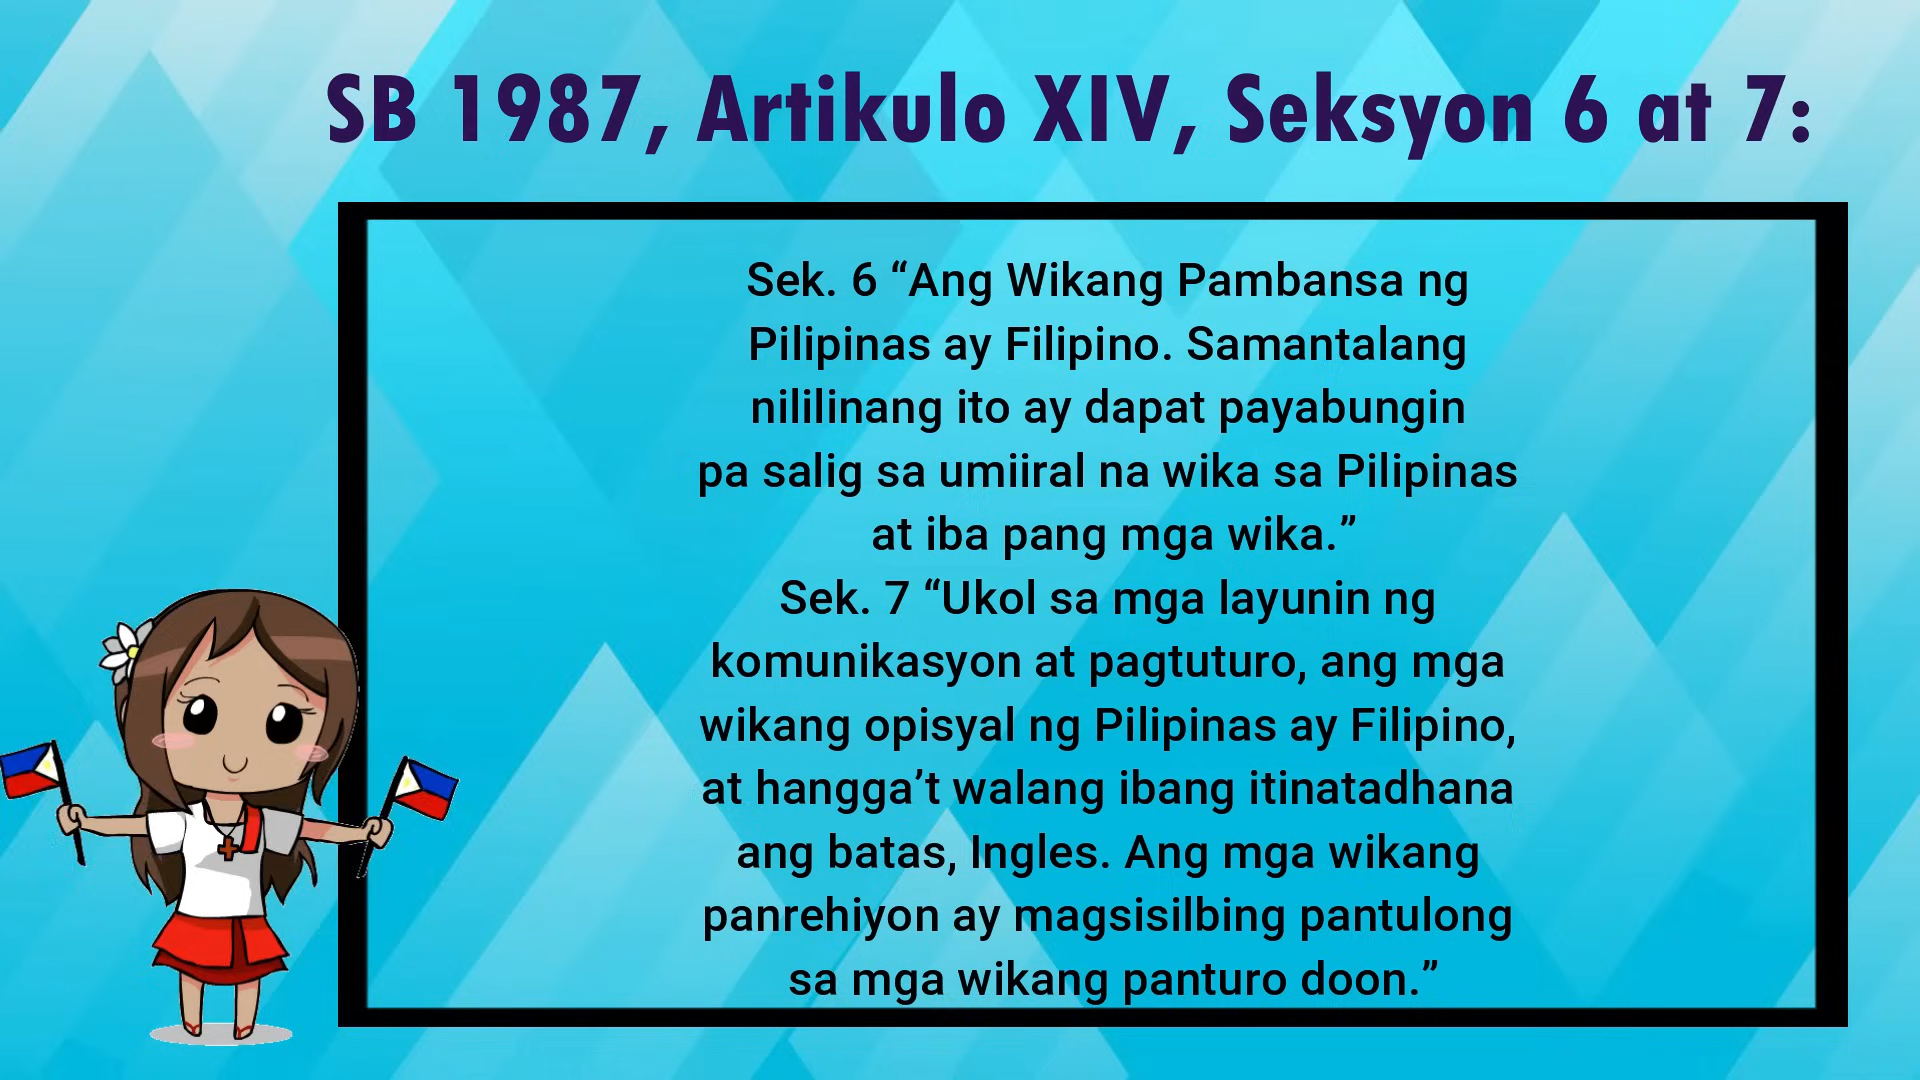 SB 1987, Artikulo XIV, Seksyon 6 at 7:
Sek. 6 “Ang Wikang Pambansa ng
Pilipinas ay Filipino. Samantalang
nililinang ito ay dapat payabungin
pa salig sa umiiral na wika sa Pilipinas
at iba pang mga wika.”
Sek. 7 “Ukol sa mga layunin ng
komunikasyon at pagtuturo, ang mga
wikang opisyal ng Pilipinas ay Filipino,
at hangga’t walang ibang itinatadhana
ang batas, Ingles. Ang mga wikang
panrehiyon ay magsisilbing pantulong
sa mga wikang panturo doon.”